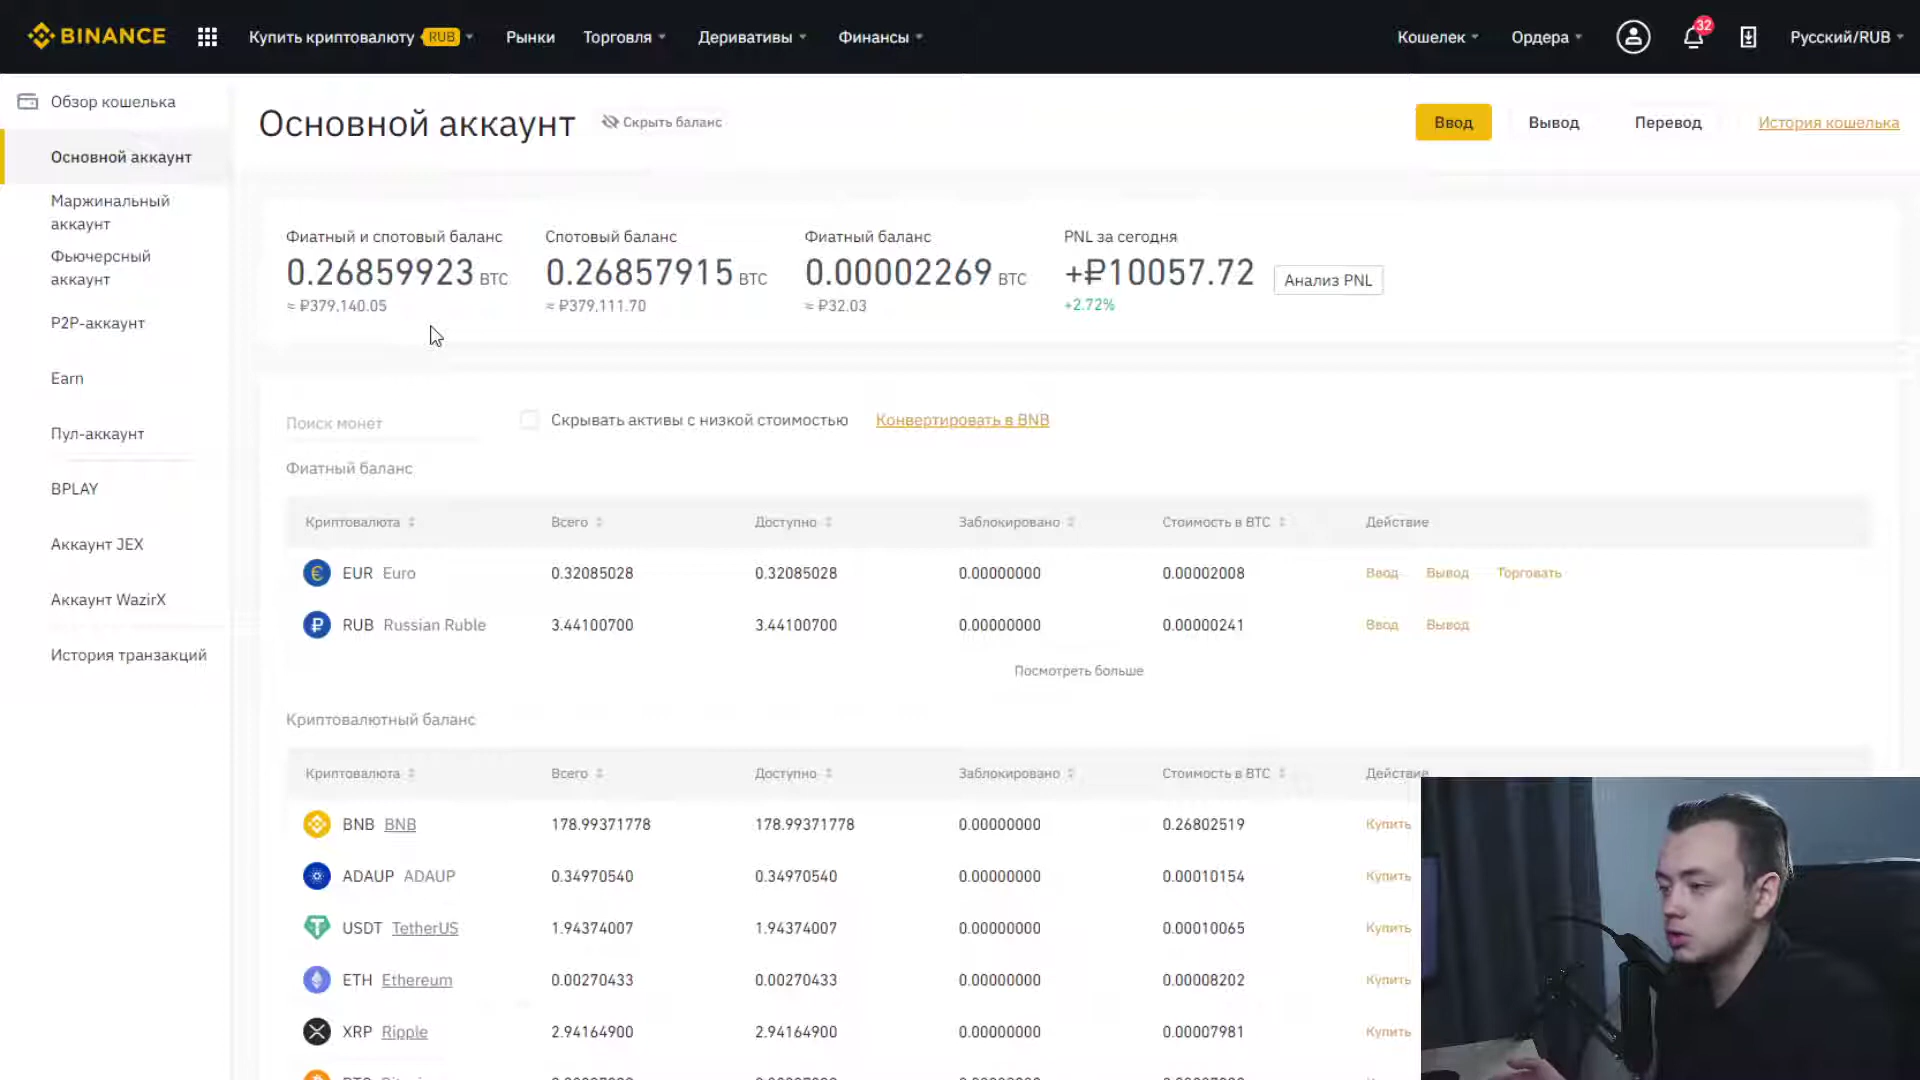 BINANCE
Купить криптовалюту RUB
Рынки
Торговля
Деривативы
Финансы
Кошелек
Ордера
32
Русский/RUB
Обзор кошелька
Основной аккаунт
Маржинальный
аккаунт
Фьючерсный
аккаунт
P2P-аккаунт
Earn
Пул-аккаунт
BPLAY
Аккаунт JEX
Аккаунт WazirX
История транзакций
Основной аккаунт
Скрыть баланс
Ввод
Вывод
Перевод
История кошелька
Фиатный и спотовый баланс
0.26859923 BTC
≈ ₽379,140.05
Спотовый баланс
0.26857915 BTC
≈ ₽379,111.70
Фиатный баланс
0.00002269 BTC
≈ ₽32.03
PNL за сегодня
+₽10057.72
+2.72%
Анализ PNL
Поиск монет
Скрывать активы с низкой стоимостью
Конвертировать в BNB
Фиатный баланс
Криптовалюта Всего Доступно Заблокировано Стоимость в BTC Действие
EUR Euro 0.32085028 0.32085028 0.00000000 0.00002008 Ввод Вывод Торговать
RUB Russian Ruble 3.44100700 3.44100700 0.00000000 0.00000241 Ввод Вывод
Посмотреть больше
Криптовалютный баланс
Криптовалюта Всего Доступно Заблокировано Стоимость в BTC Действие
BNB BNB 178.99371778 178.99371778 0.00000000 0.26802519 Купить
ADAUP ADAUP 0.34970540 0.34970540 0.00000000 0.00010154 Купить
USDT TetherUS 1.94374007 1.94374007 0.00000000 0.00010065 Купить
ETH Ethereum 0.00270433 0.00270433 0.00000000 0.00008202 Купить
XRP Ripple 2.94164900 2.94164900 0.00000000 0.00007981 Купить